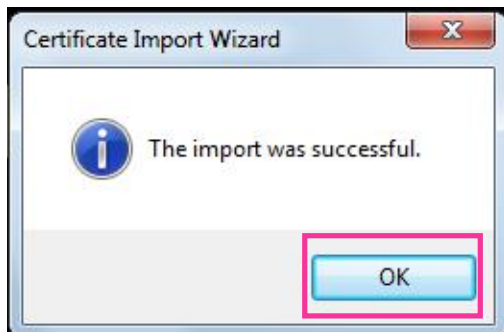 Certificate Import Wizard
The import was successful.
OK